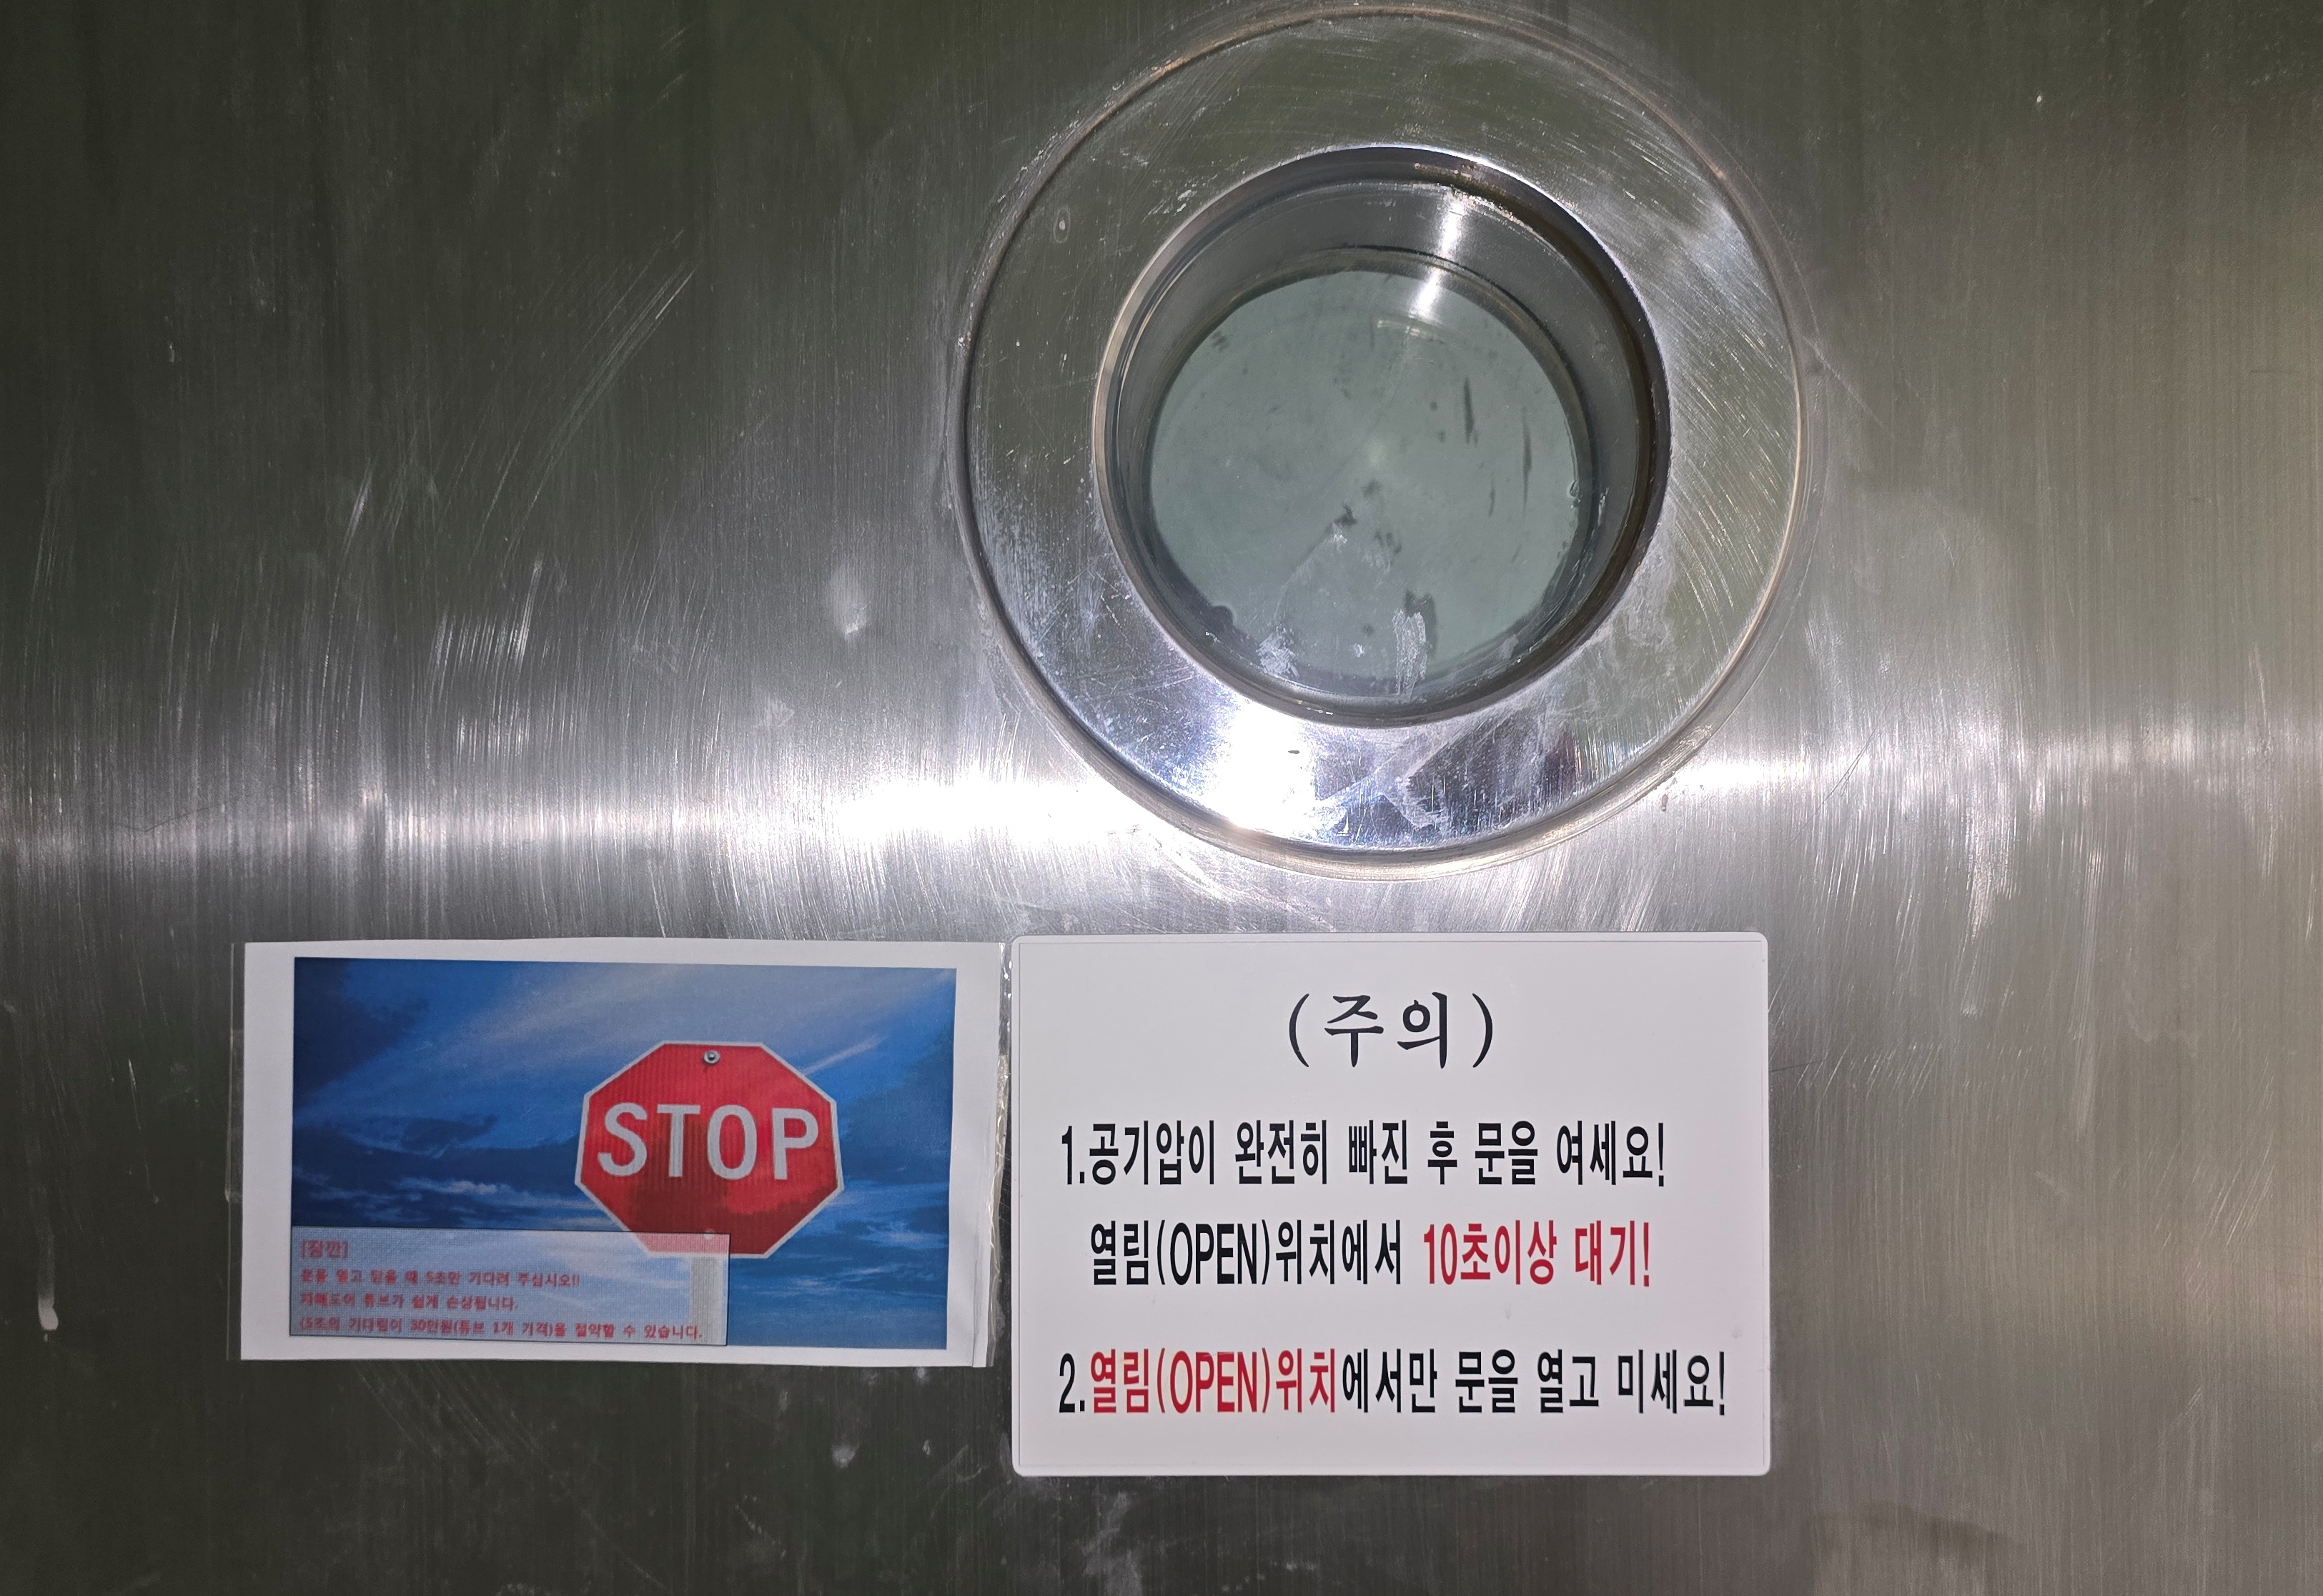 STOP
[잠깐]
문을 열고 닫을 때 5초만 기다려 주십시오!!
자매도어 튜브가 쉽게 손상됩니다.
(5초의 기다림이 30만원(튜브 1개 가격)을 절약할 수 있습니다.
(주의)
1.공기압이 완전히 빠진 후 문을 여세요!
열림(OPEN)위치에서 10초이상 대기!
2.열림(OPEN)위치에서만 문을 열고 미세요!